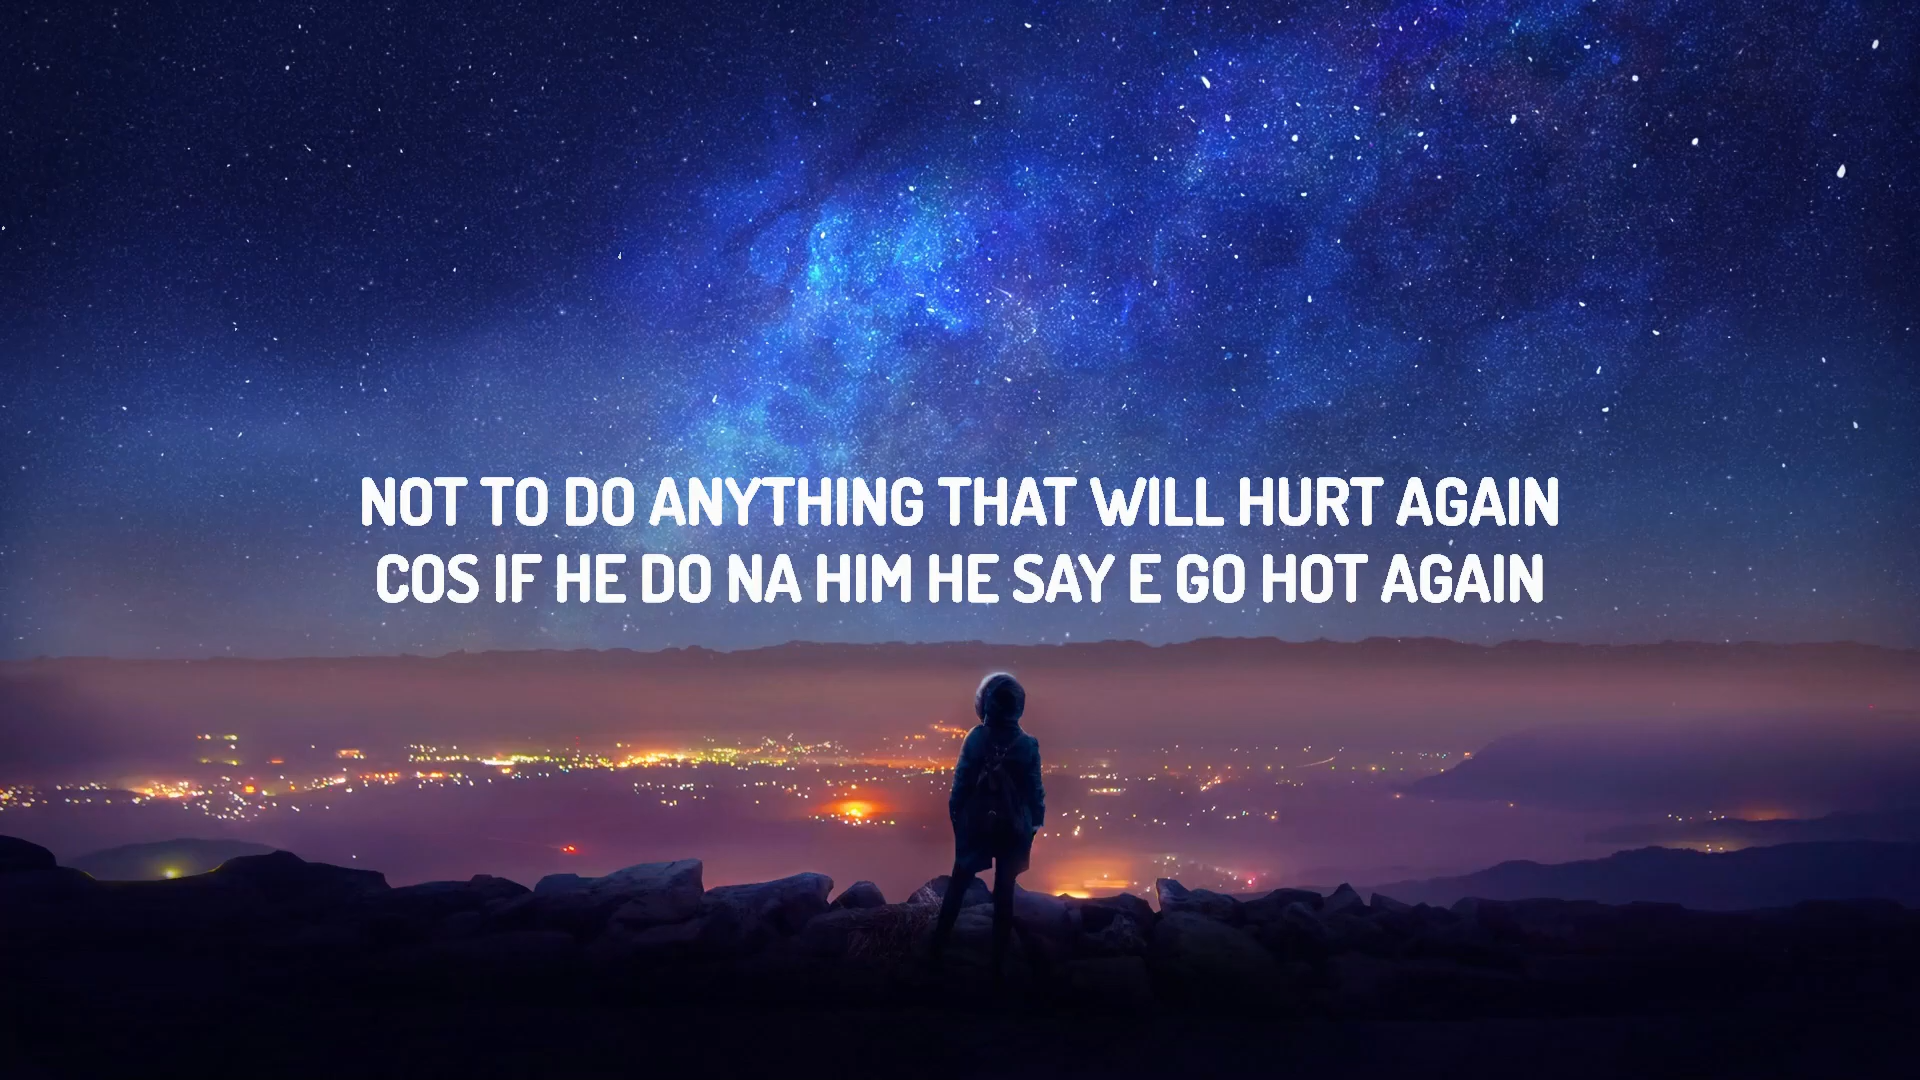 NOT TO DO ANYTHING THAT WILL HURT AGAIN
COS IF HE DO NA HIM HE SAY E GO HOT AGAIN